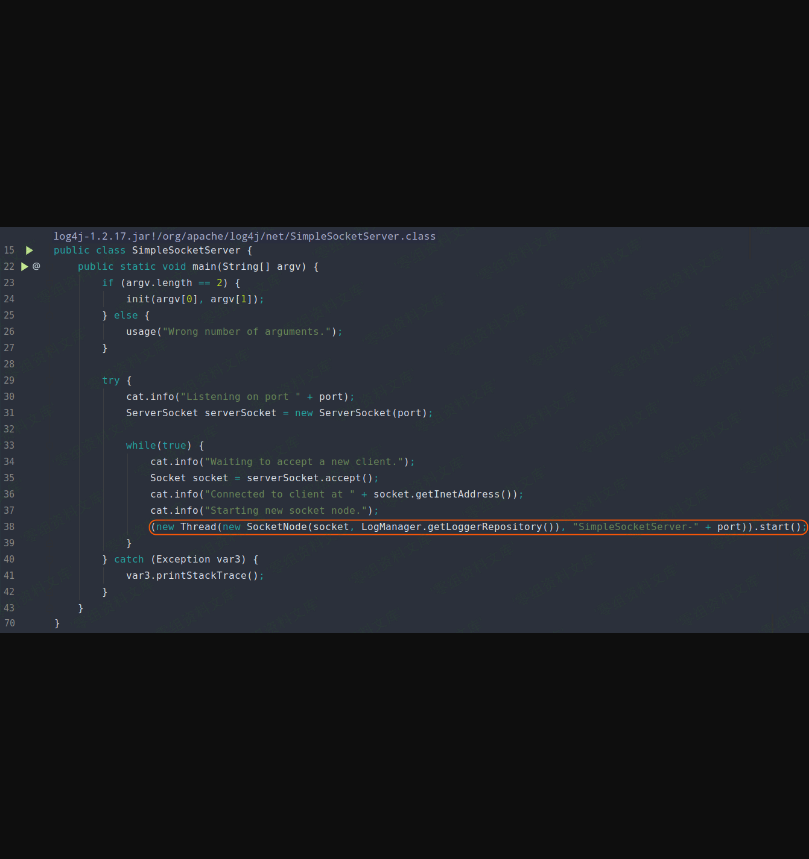 log4j-1.2.17.jar!/org/apache/log4j/net/SimpleSocketServer.class
15 public class SimpleSocketServer {
22 @ public static void main(String[] argv) {
23 if (argv.length == 2) {
24 init(argv[0], argv[1]);
25 } else {
26 usage("Wrong number of arguments.");
27 }
28
29 try {
30 cat.info("Listening on port " + port);
31 ServerSocket serverSocket = new ServerSocket(port);
32
33 while(true) {
34 cat.info("Waiting to accept a new client.");
35 Socket socket = serverSocket.accept();
36 cat.info("Connected to client at " + socket.getInetAddress());
37 cat.info("Starting new socket node.");
38 (new Thread(new SocketNode(socket, LogManager.getLoggerRepository()), "SimpleSocketServer-" + port)).start();
39 }
40 } catch (Exception var3) {
41 var3.printStackTrace();
42 }
43 }
70 }